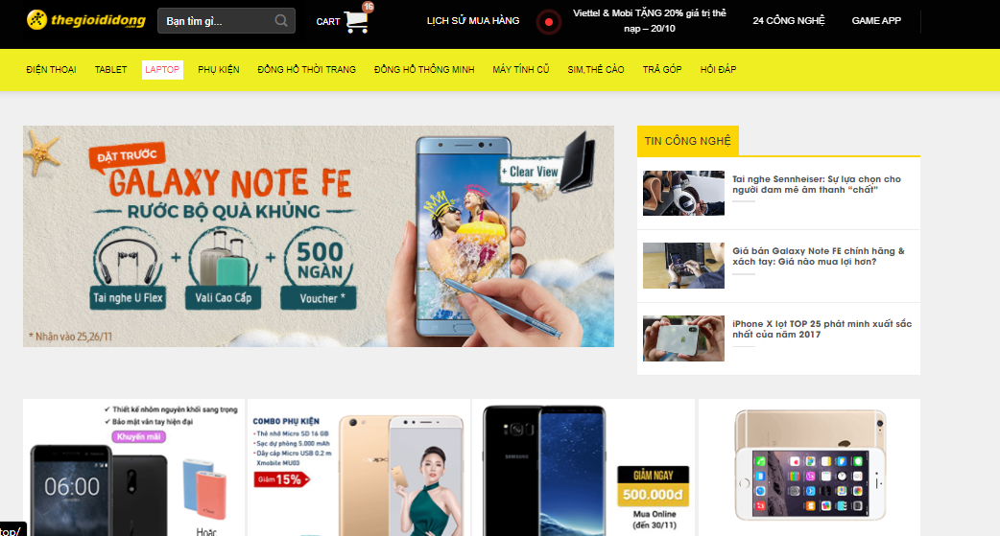 thegioididong
.com
Bạn tìm gì...
CART
16
LỊCH SỬ MUA HÀNG
Viettel & Mobi TẶNG 20% giá trị thẻ
nạp – 20/10
24 CÔNG NGHỆ
GAME APP
ĐIỆN THOẠI
TABLET
LAPTOP
PHỤ KIỆN
ĐỒNG HỒ THỜI TRANG
ĐỒNG HỒ THÔNG MINH
MÁY TÍNH CŨ
SIM,THẺ CÀO
TRẢ GÓP
HỎI ĐÁP
ĐẶT TRƯỚC
GALAXY NOTE FE
RƯỚC BỘ QUÀ KHỦNG
+ Clear View
+
+
500
NGÀN
Tai nghe U Flex
Vali Cao Cấp
Voucher *
* Nhận vào 25,26/11
TIN CÔNG NGHỆ
Tai nghe Sennheiser: Sự lựa chọn cho
người đam mê âm thanh “chất”
Giá bán Galaxy Note FE chính hãng &
xách tay: Giá nào mua lợi hơn?
iPhone X lọt TOP 25 phát minh xuất sắc
nhất của năm 2017
✓ Thiết kế nhôm nguyên khối sang trọng
✓ Bảo mật vân tay hiện đại
Khuyến mãi
06:00
Hoặc
COMBO PHỤ KIỆN
- Thẻ nhớ Micro SD 16 GB
- Sạc dự phòng 5.000 mAh
- Dây cáp Micro USB 0.2 m
Xmobile MU03
Giảm 15%
oppo
SAMSUNG
GIẢM NGAY
500.000đ
Mua Online
(đến 30/11)
top/